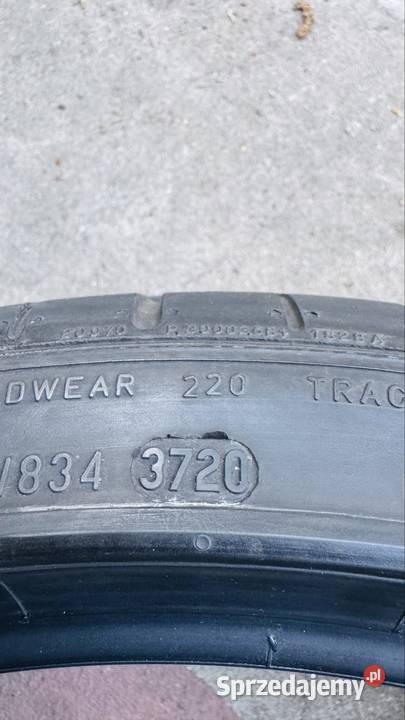 DWEAR 220 TRAC
/834 3720
Sprzedajemy.pl